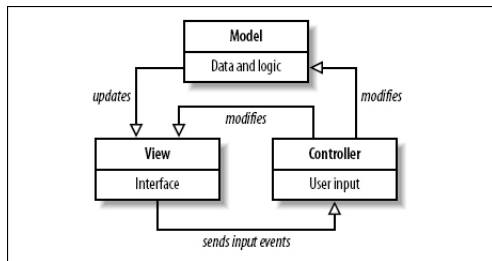 Model
Data and logic
updates
modifies
modifies
View
Interface
Controller
User input
sends input events